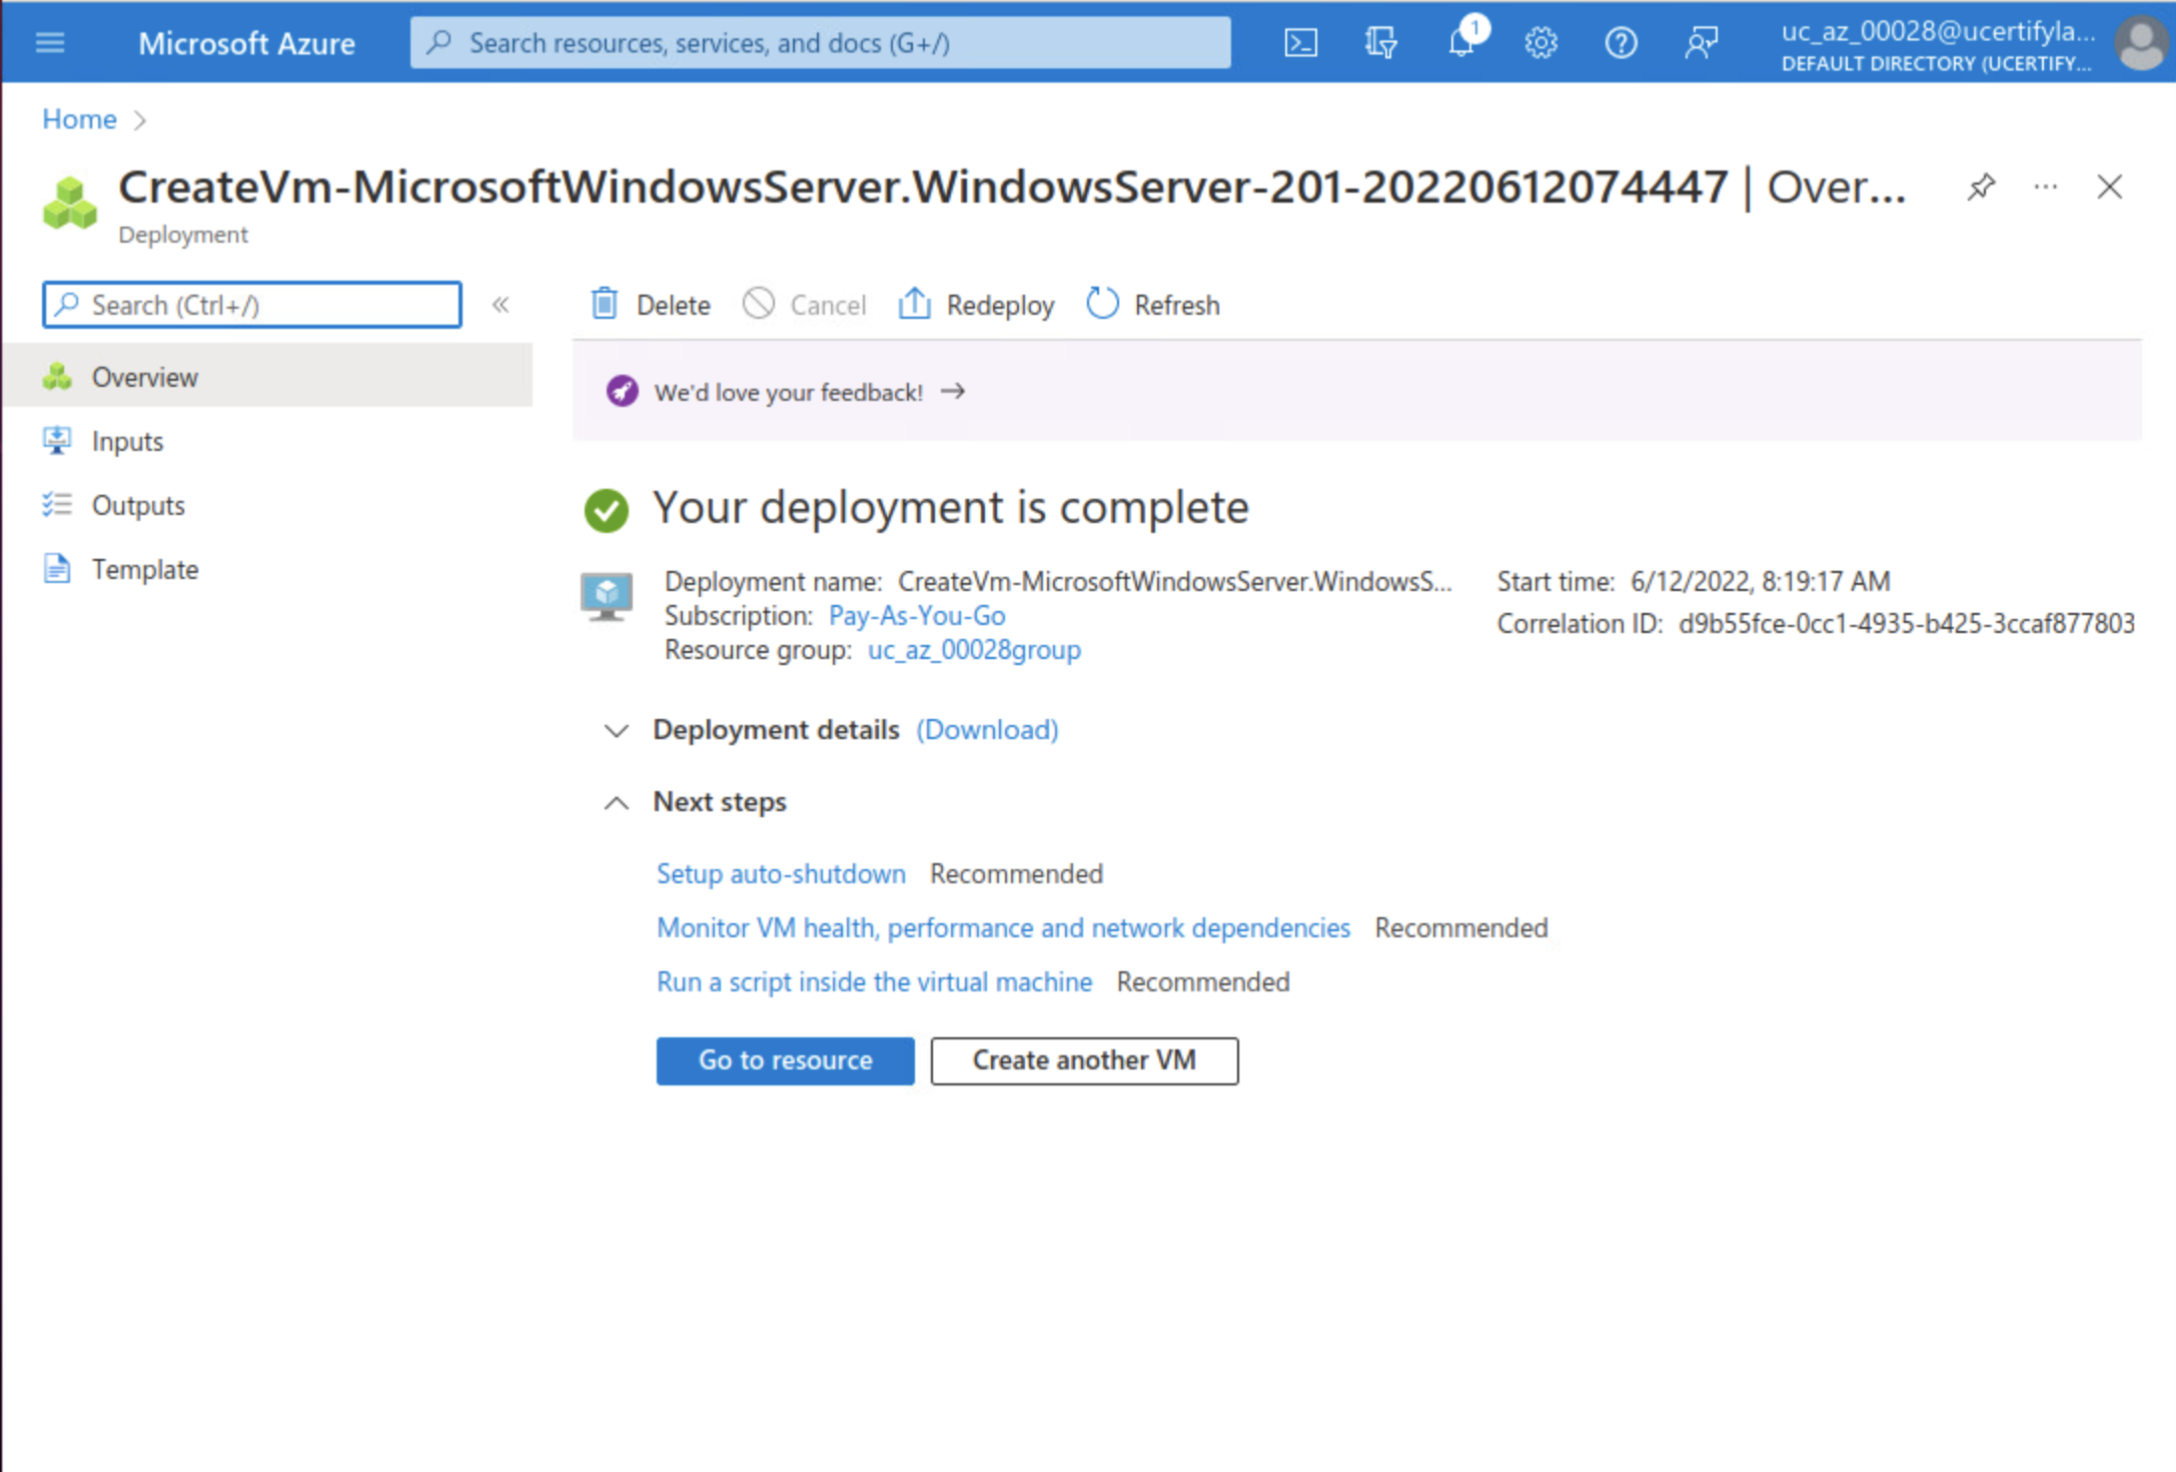 Microsoft Azure
Search resources, services, and docs (G+/)
1
uc_az_00028@ucertifyla...
DEFAULT DIRECTORY (UCERTIFY...
Home
CreateVm-MicrosoftWindowsServer.WindowsServer-201-20220612074447 | Over...
Deployment
Search (Ctrl+/)
Delete
Cancel
Redeploy
Refresh
Overview
Inputs
Outputs
Template
We'd love your feedback! →
Your deployment is complete
Deployment name: CreateVm-MicrosoftWindowsServer.WindowsS...
Subscription: Pay-As-You-Go
Resource group: uc_az_00028group
Start time: 6/12/2022, 8:19:17 AM
Correlation ID: d9b55fce-0cc1-4935-b425-3ccaf877803
Deployment details (Download)
Next steps
Setup auto-shutdown Recommended
Monitor VM health, performance and network dependencies Recommended
Run a script inside the virtual machine Recommended
Go to resource
Create another VM